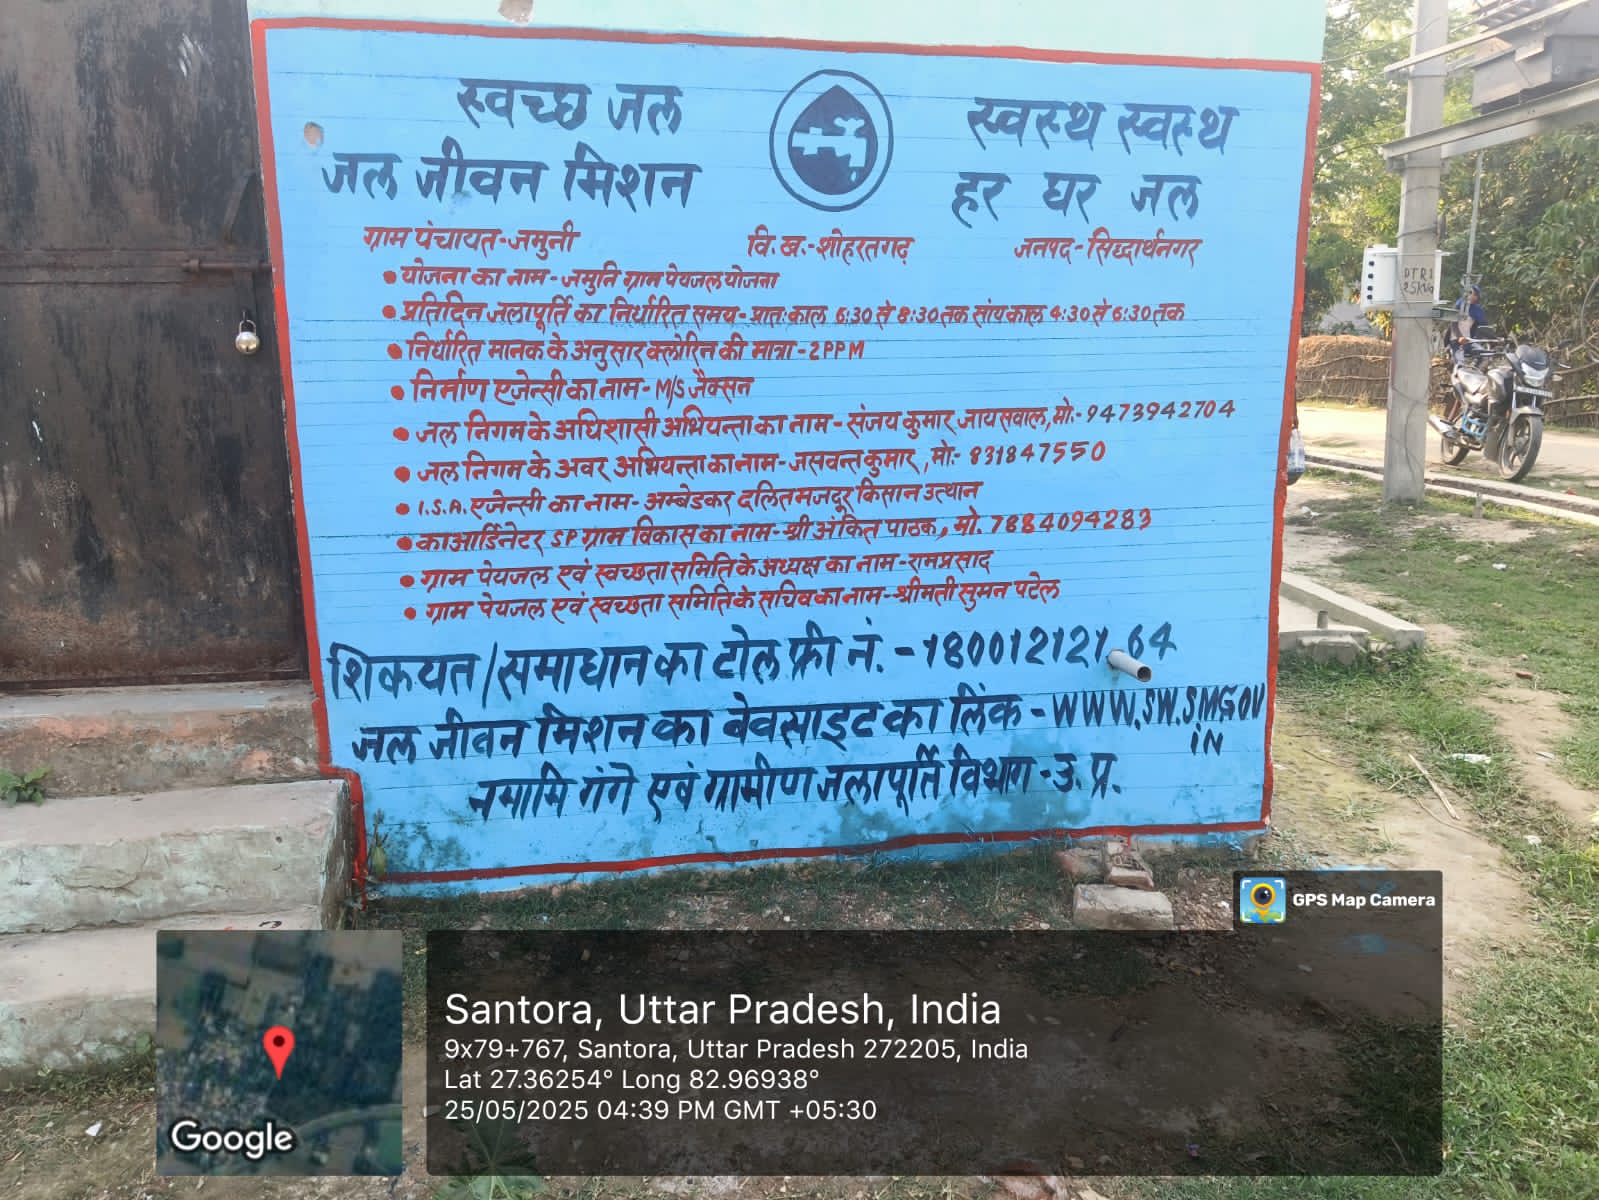 स्वच्छ जल
स्वस्थ स्वस्थ
जल जीवन मिशन
हर घर जल
ग्राम पंचायत-जमुनी वि.ख.-शोहरतगढ़ जनपद-सिद्धार्थनगर
• योजना का नाम-जमुनि ग्राम पेयजल योजना
• प्रतिदिन जलापूर्ति का निर्धारित समय-प्रातःकाल 6:30 से 8:30 तक सांयकाल 4:30 से 6:30 तक
• निर्धारित मानक के अनुसार क्लोरिन की मात्रा-2PPM
• निर्माण एजेन्सी का नाम-M/S जैक्सन
• जल निगम के अधिशासी अभियन्ता का नाम-संजय कुमार जायसवाल, मो:-9473942704
• जल निगम के अवर अभियन्ता का नाम-जसवन्त कुमार, मो:-831847550
• I.S.A. एजेन्सी का नाम-अम्बेडकर दलित मजदूर किसान उत्थान
• काआर्डिनेटर SP ग्राम विकास का नाम-श्री अंकित पाठक, मो. 7884094283
• ग्राम पेयजल एवं स्वच्छता समिति के अध्यक्ष का नाम-रामप्रसाद
• ग्राम पेयजल एवं स्वच्छता समिति के सचिव का नाम-श्रीमती सुमन पटेल
शिकयत/समाधान का टोल फ्री नं.-180012121 64
जल जीवन मिशन का वेवसाइट का लिंक-WWW.SW.SMGOV
iN
नमामि गंगे एवं ग्रामीण जलापूर्ति विभाग-उ.प्र.
DTR1
25KVA
GPS Map Camera
Santora, Uttar Pradesh, India
9x79+767, Santora, Uttar Pradesh 272205, India
Lat 27.36254° Long 82.96938°
25/05/2025 04:39 PM GMT +05:30
Google